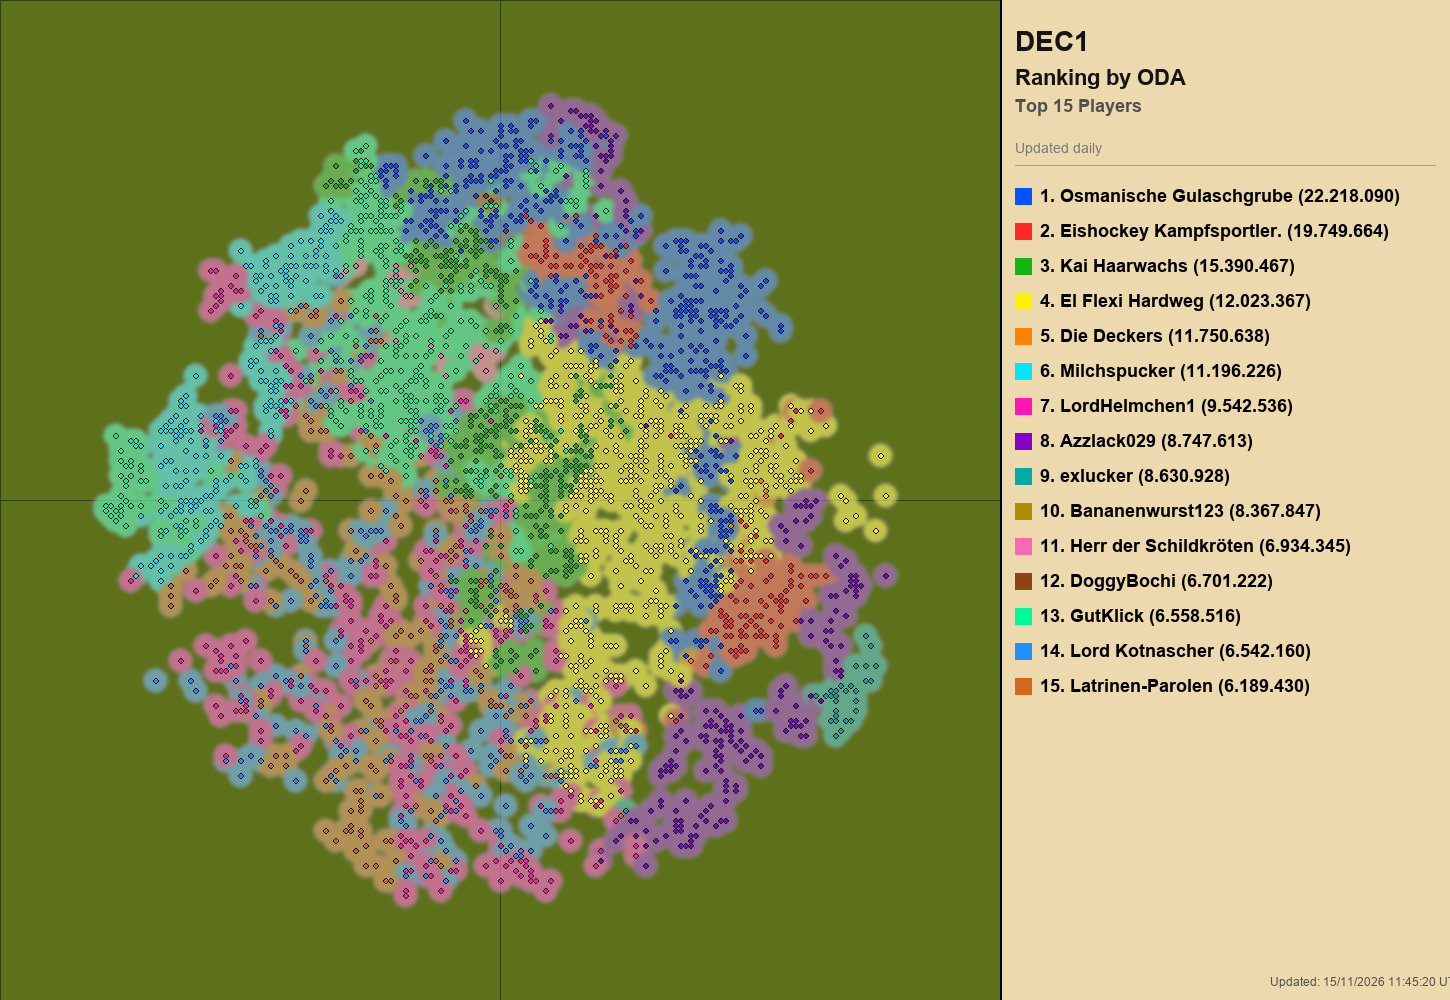 DEC1
Ranking by ODA
Top 15 Players
Updated daily
1. Osmanische Gulaschgrube (22.218.090)
2. Eishockey Kampfsportler. (19.749.664)
3. Kai Haarwachs (15.390.467)
4. El Flexi Hardweg (12.023.367)
5. Die Deckers (11.750.638)
6. Milchspucker (11.196.226)
7. LordHelmchen1 (9.542.536)
8. Azzlack029 (8.747.613)
9. exlucker (8.630.928)
10. Bananenwurst123 (8.367.847)
11. Herr der Schildkröten (6.934.345)
12. DoggyBochi (6.701.222)
13. GutKlick (6.558.516)
14. Lord Kotnascher (6.542.160)
15. Latrinen-Parolen (6.189.430)
Updated: 15/11/2026 11:45:20 U